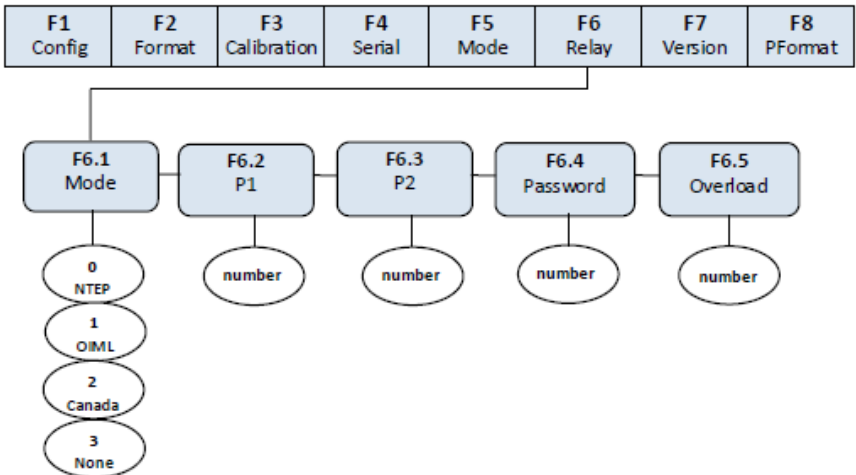 F1 F2 F3 F4 F5 F6 F7 F8
Config Format Calibration Serial Mode Relay Version PFormat
F6.1 F6.2 F6.3 F6.4 F6.5
Mode P1 P2 Password Overload
0 number number number number
NTEP
1
OIML
2
Canada
3
None